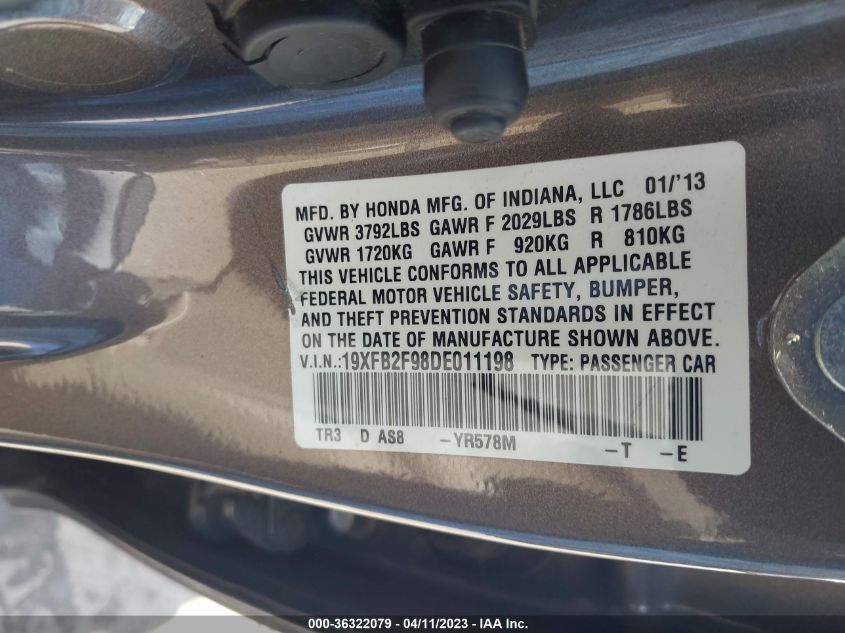 MFD. BY HONDA MFG. OF INDIANA, LLC 01/'13
GVWR 3792LBS GAWR F 2029LBS R 1786LBS
GVWR 1720KG GAWR F 920KG R 810KG
THIS VEHICLE CONFORMS TO ALL APPLICABLE
FEDERAL MOTOR VEHICLE SAFETY, BUMPER,
AND THEFT PREVENTION STANDARDS IN EFFECT
ON THE DATE OF MANUFACTURE SHOWN ABOVE.
V.I.N.:19XFB2F98DE011198 TYPE: PASSENGER CAR
TR3 D AS8 -YR578M -T -E
000-36322079 - 04/11/2023 - IAA Inc.